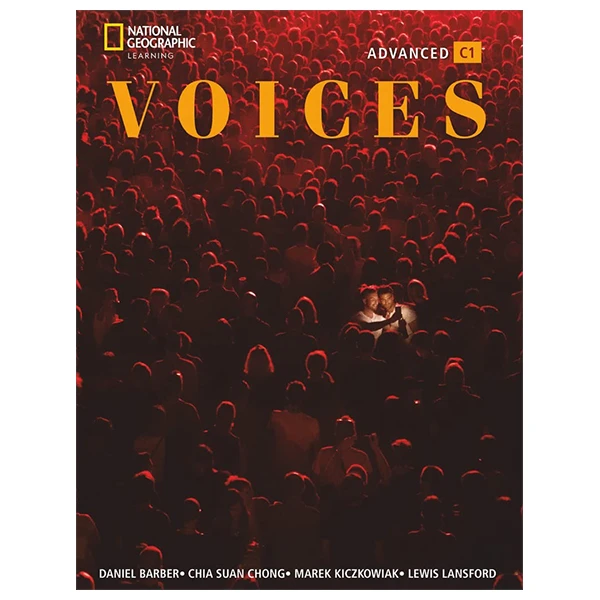 NATIONAL
GEOGRAPHIC
LEARNING
ADVANCED C1
VOICES
DANIEL BARBER• CHIA SUAN CHONG• MAREK KICZKOWIAK• LEWIS LANSFORD